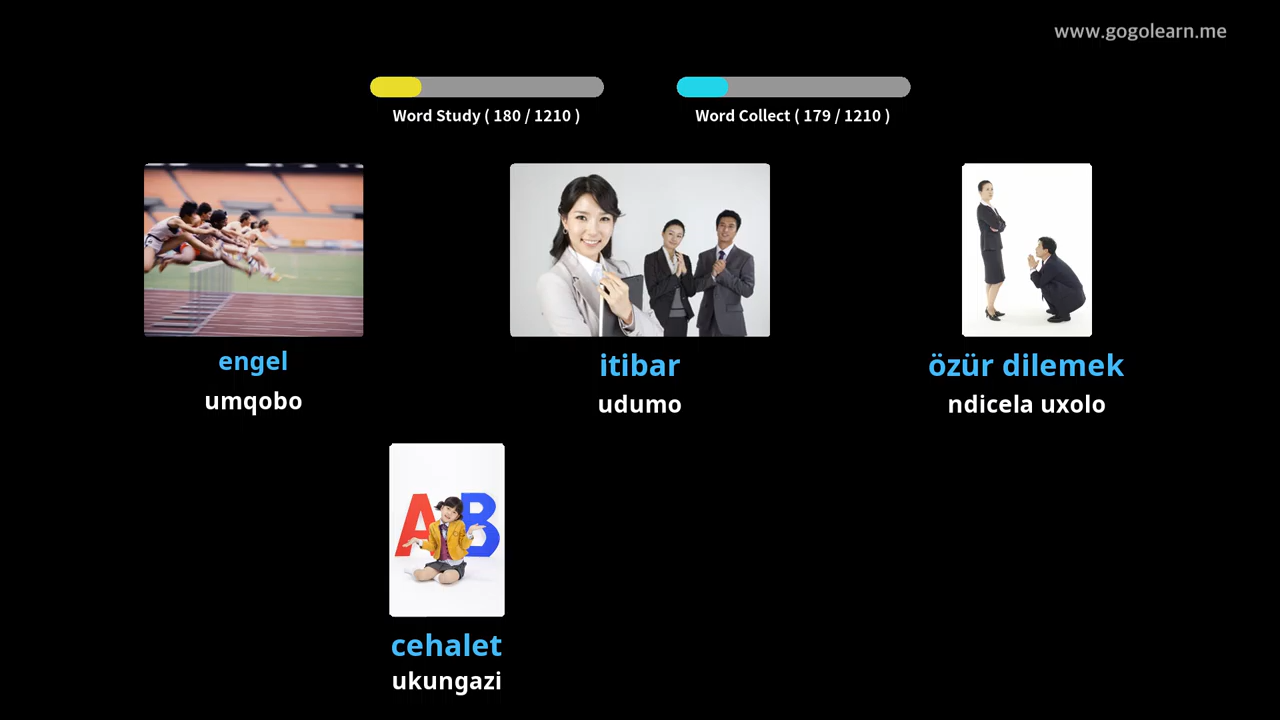 www.gogolearn.me
Word Study ( 180 / 1210 )
Word Collect ( 179 / 1210 )
engel
umqobo
itibar
udumo
özür dilemek
ndicela uxolo
AB
cehalet
ukungazi